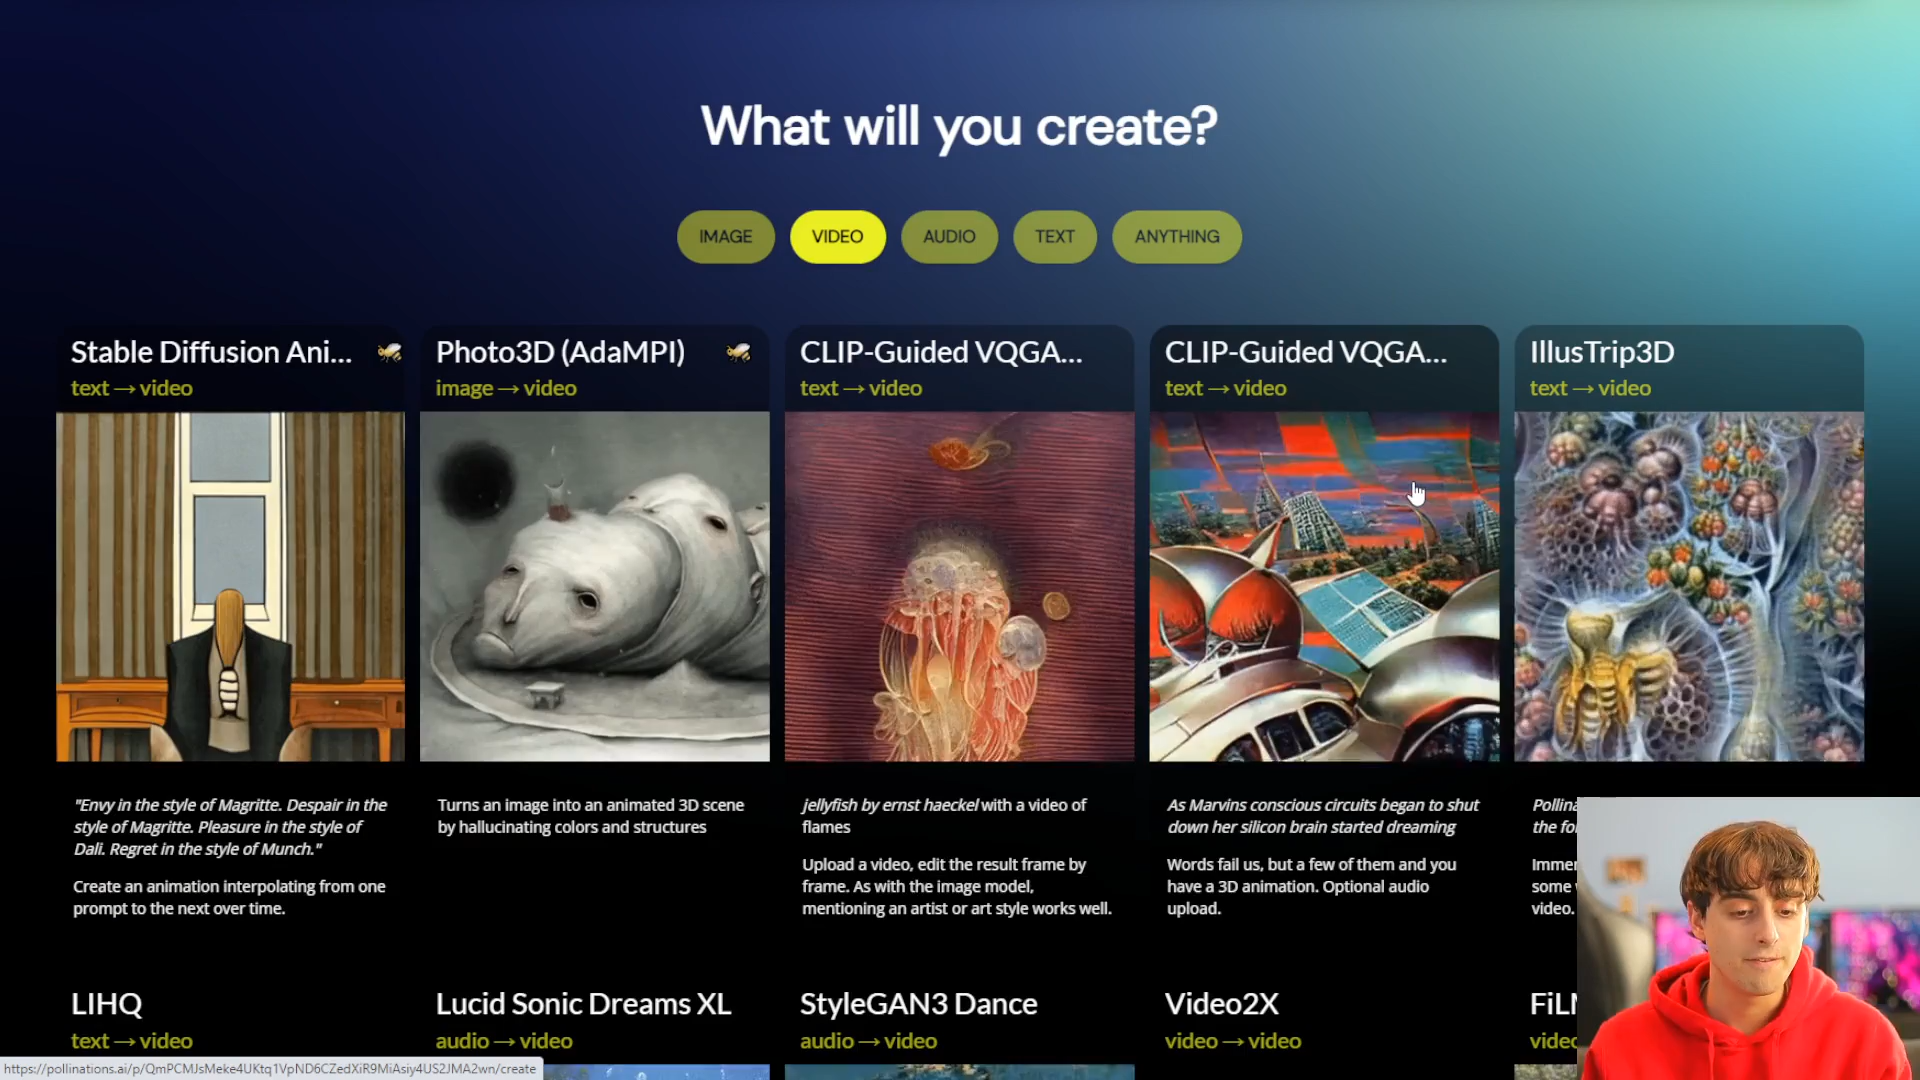 What will you create?
IMAGE
VIDEO
AUDIO
TEXT
ANYTHING
Stable Diffusion Ani...
text → video
"Envy in the style of Magritte. Despair in the
style of Magritte. Pleasure in the style of
Dali. Regret in the style of Munch."
Create an animation interpolating from one
prompt to the next over time.
Photo3D (AdaMPI)
image → video
Turns an image into an animated 3D scene
by hallucinating colors and structures
CLIP-Guided VQGA...
text → video
jellyfish by ernst haeckel with a video of
flames
Upload a video, edit the result frame by
frame. As with the image model,
mentioning an artist or art style works well.
CLIP-Guided VQGA...
text → video
As Marvins conscious circuits began to shut
down her silicon brain started dreaming
Words fail us, but a few of them and you
have a 3D animation. Optional audio
upload.
IllusTrip3D
text → video
the
some
video.
LIHQ
text → video
Lucid Sonic Dreams XL
audio → video
StyleGAN3 Dance
audio → video
Video2X
video → video
https://pollinations.ai/p/QmPCMJsMeke4UKtq1VpND6CZedXiR9MiAsiy4US2JMA2wn/create